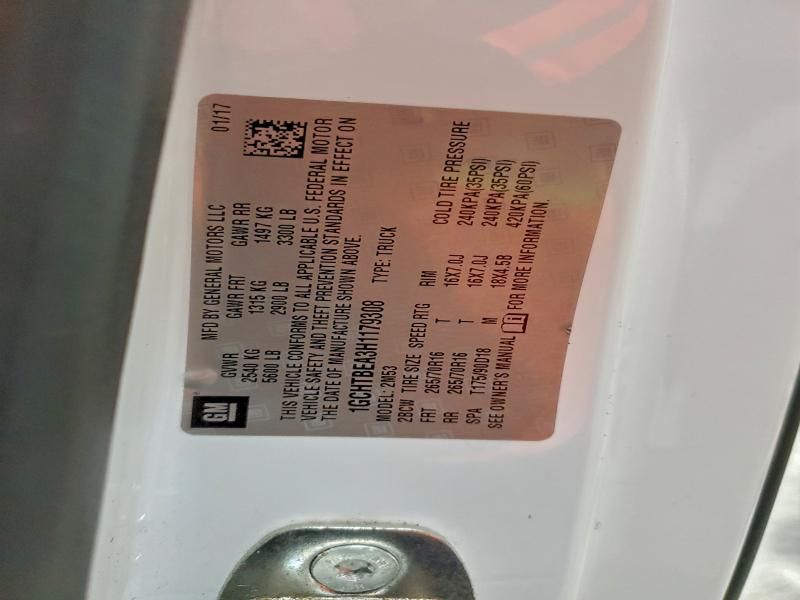 GM
MFD BY GENERAL MOTORS LLC 01/17
GVWR GAWR FRT GAWR RR
2540 KG 1315 KG 1497 KG
5600 LB 2900 LB 3300 LB
THIS VEHICLE CONFORMS TO ALL APPLICABLE U.S. FEDERAL MOTOR
VEHICLE SAFETY AND THEFT PREVENTION STANDARDS IN EFFECT ON
THE DATE OF MANUFACTURE SHOWN ABOVE.
1GCHTBEA3H1179308 TYPE: TRUCK
MODEL: 2M53
28CW TIRE SIZE SPEED RTG RIM COLD TIRE PRESSURE
FRT 265/70R16 T 16X7.0J 240KPA(35PSI)
RR 265/70R16 T 16X7.0J 240KPA(35PSI)
SPA T175/90D18 M 18X4.5B 420KPA(60PSI)
SEE OWNER'S MANUAL FOR MORE INFORMATION.